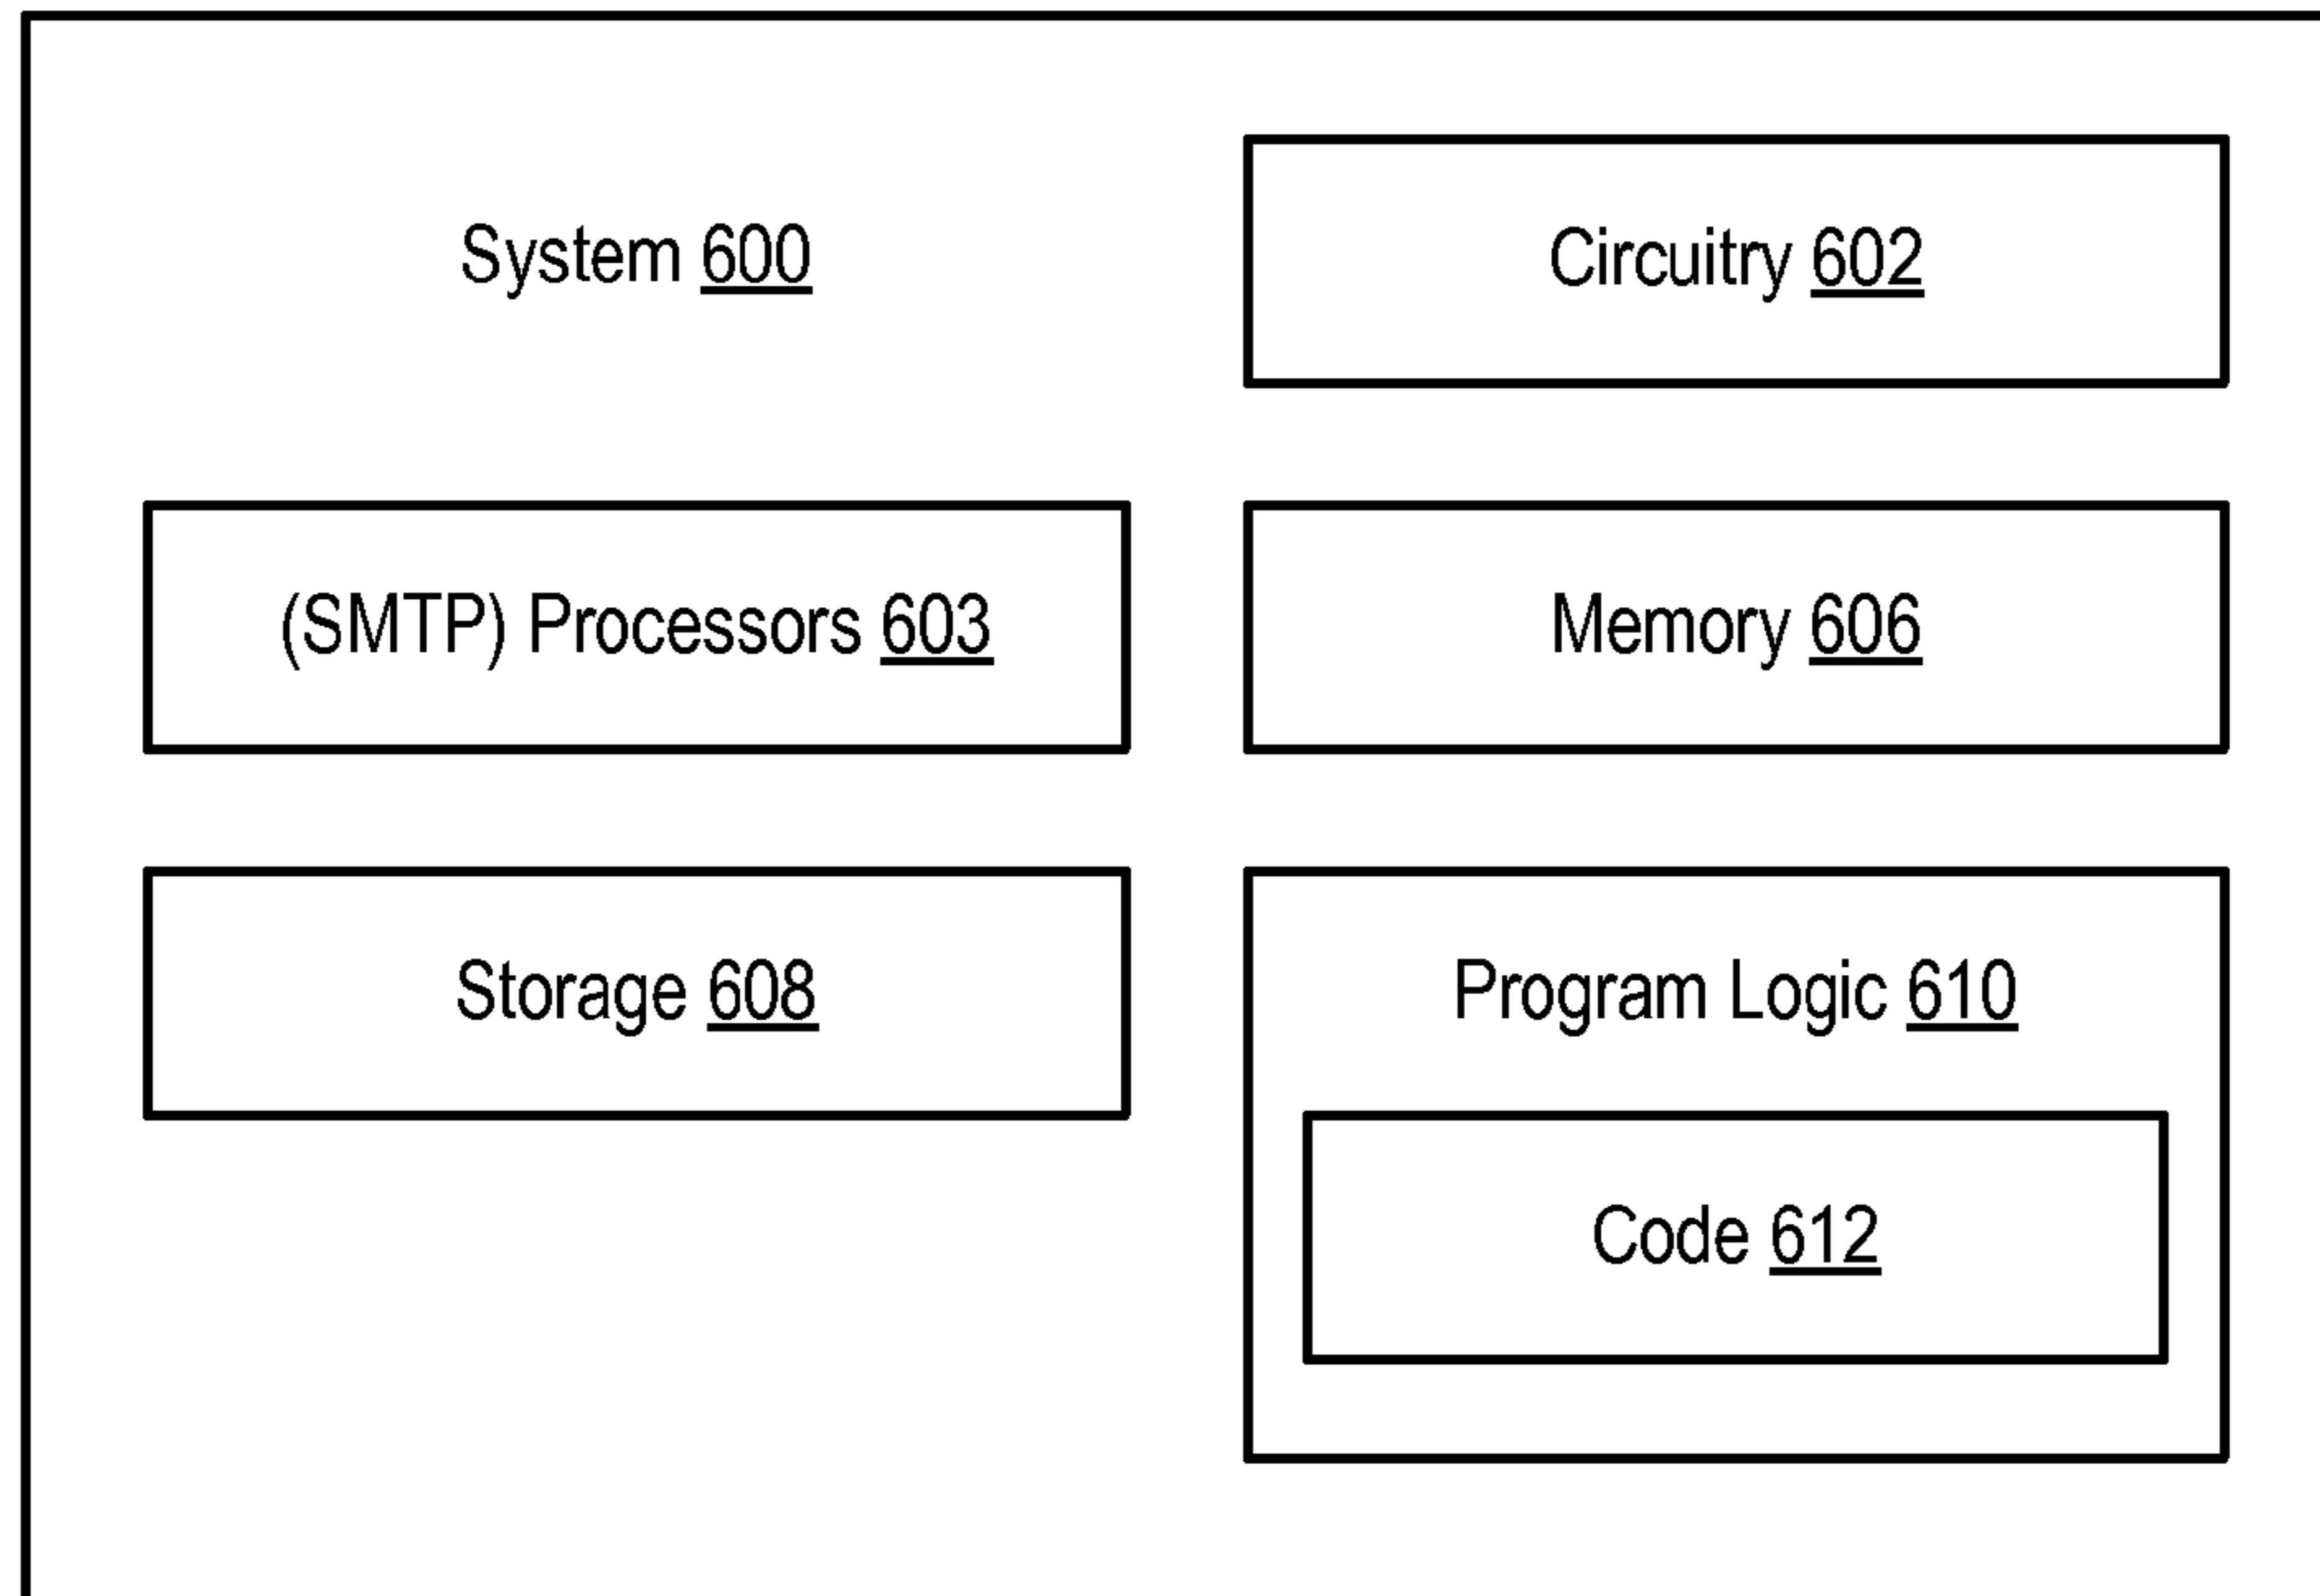 System 600
Circuitry 602
(SMTP) Processors 603
Memory 606
Storage 608
Program Logic 610
Code 612